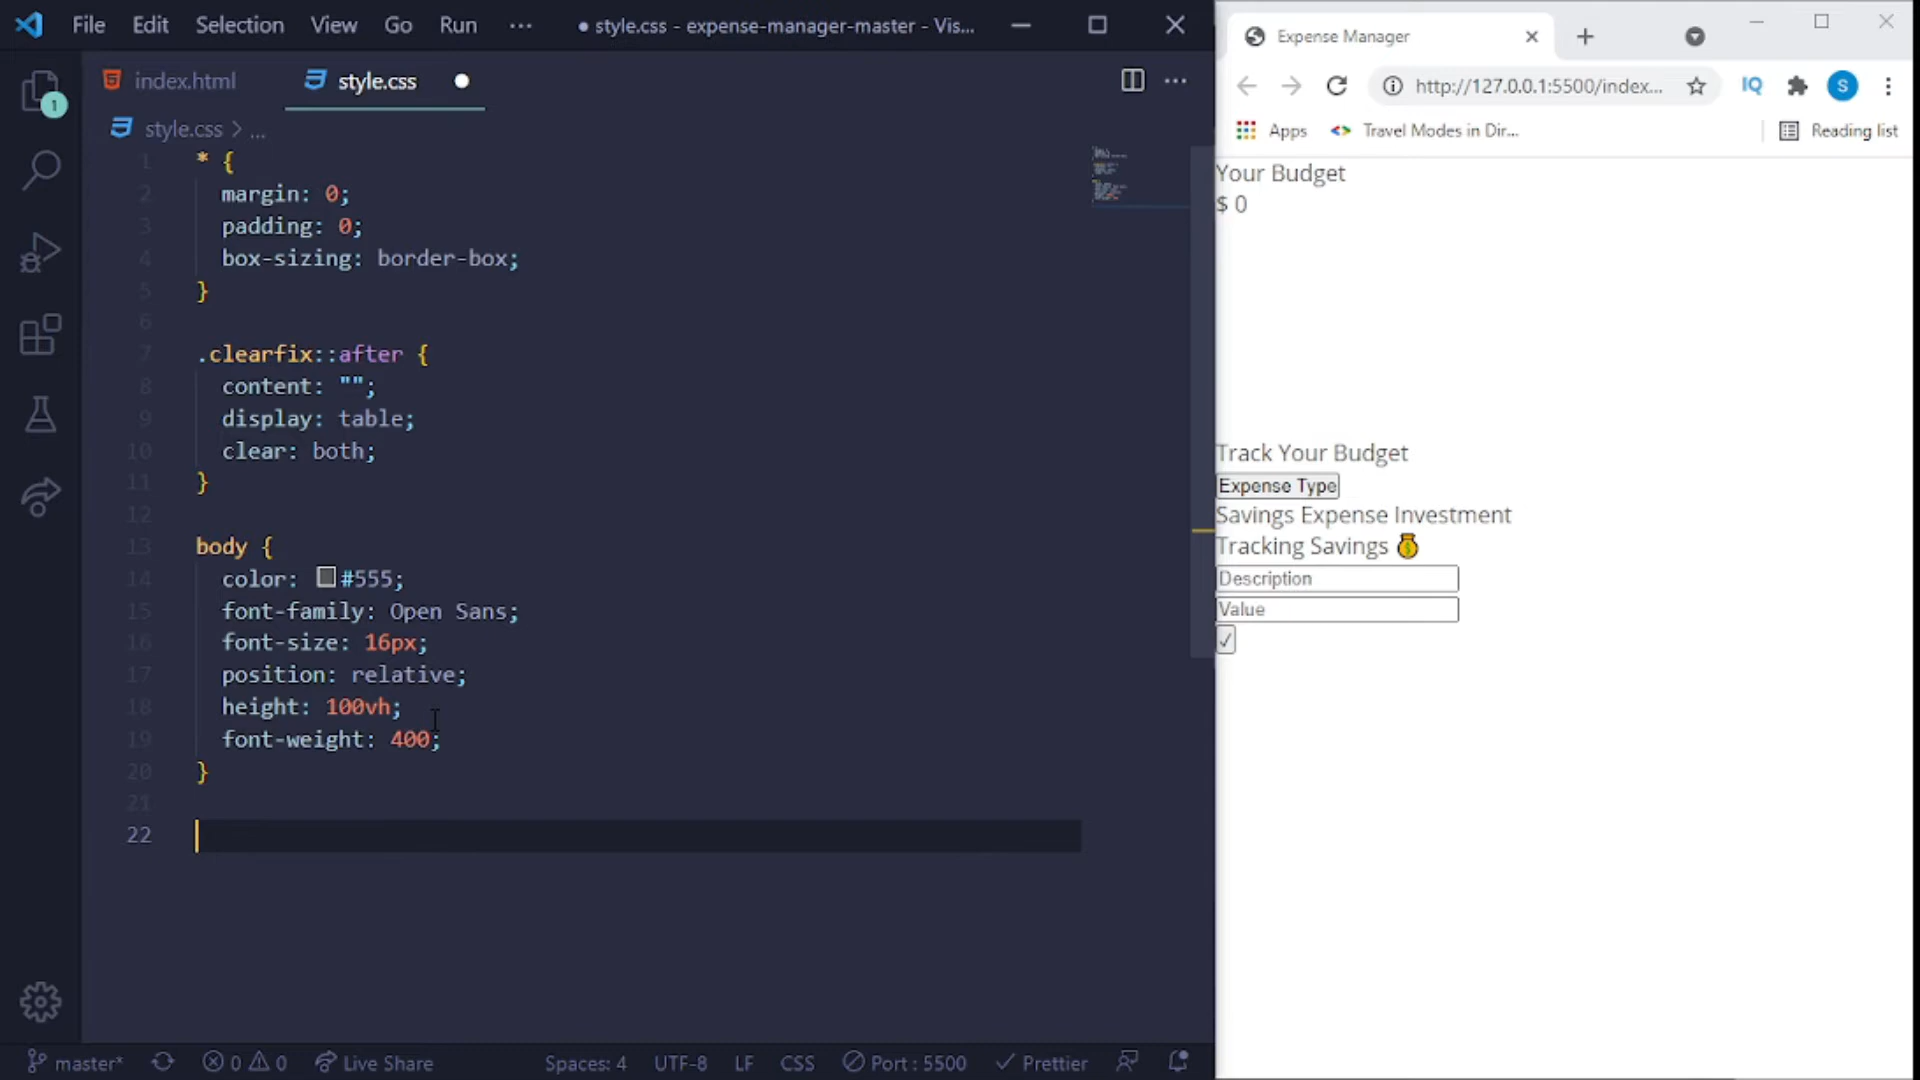 File Edit Selection View Go Run ··· ● style.css - expense-manager-master - Vis...
index.html style.css ●
style.css > ...
1 * {
2 margin: 0;
3 padding: 0;
4 box-sizing: border-box;
5 }
6
7 .clearfix::after {
8 content: "";
9 display: table;
10 clear: both;
11 }
12
13 body {
14 color: #555;
15 font-family: Open Sans;
16 font-size: 16px;
17 position: relative;
18 height: 100vh;
19 font-weight: 400;
20 }
21
22
1
master* 0 0 Live Share Spaces: 4 UTF-8 LF CSS Port : 5500 Prettier
Expense Manager
http://127.0.0.1:5500/index... IQ S
Apps Travel Modes in Dir... Reading list
Your Budget
$ 0
Track Your Budget
Expense Type
Savings Expense Investment
Tracking Savings 💰
Description
Value
✓